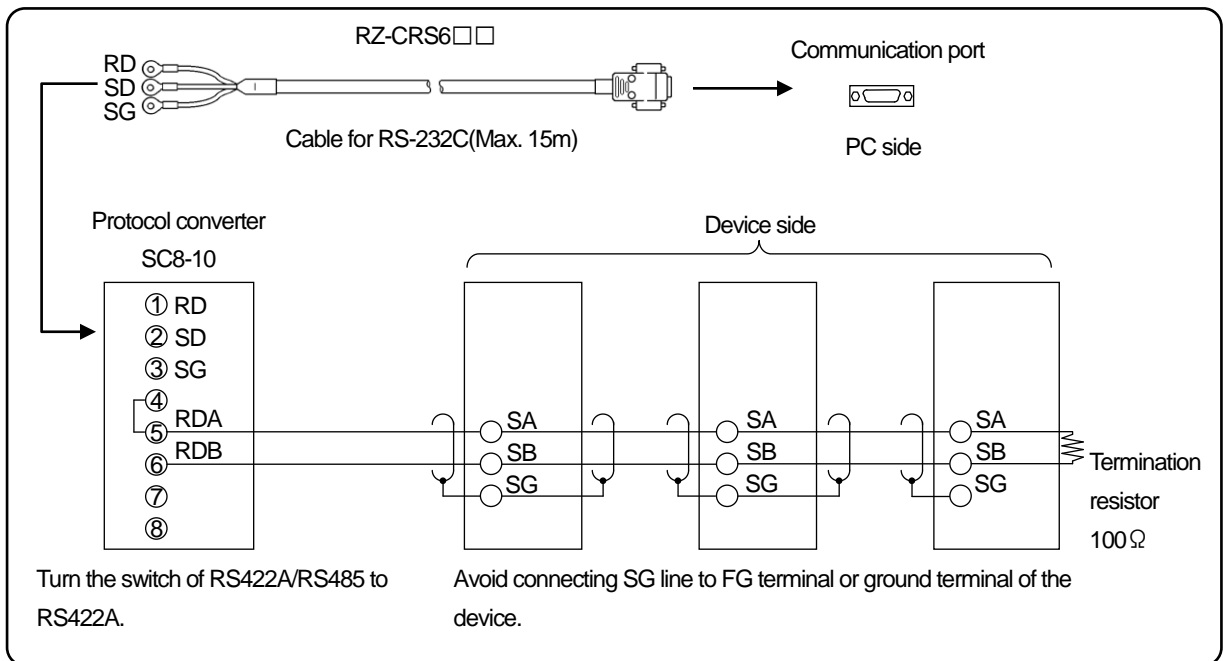 RZ-CRS6□□
Communication port
RD
SD
SG
Cable for RS-232C(Max. 15m)
PC side
Protocol converter
SC8-10
Device side
① RD
② SD
③ SG
④
⑤ RDA
⑥ RDB
⑦
⑧
SA
SB
SG
SA
SB
SG
SA
SB
SG
Termination
resistor
100Ω
Turn the switch of RS422A/RS485 to
RS422A.
Avoid connecting SG line to FG terminal or ground terminal of the
device.